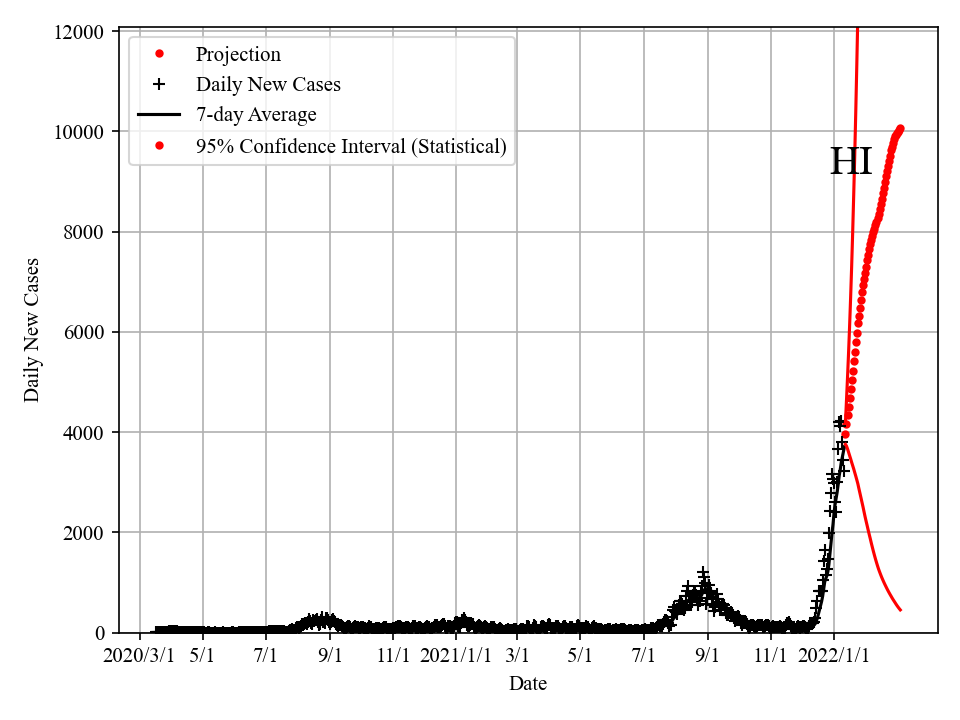 12000
10000
8000
6000
4000
2000
0
Daily New Cases
Projection
Daily New Cases
7-day Average
95% Confidence Interval (Statistical)
HI
2020/3/1 5/1 7/1 9/1 11/1 2021/1/1 3/1 5/1 7/1 9/1 11/1 2022/1/1
Date